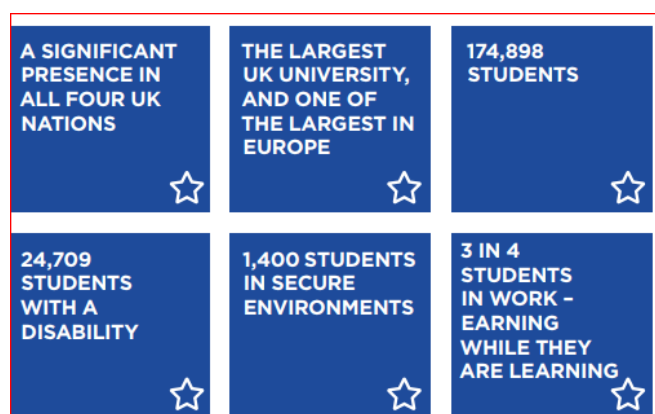 A SIGNIFICANT
PRESENCE IN
ALL FOUR UK
NATIONS
THE LARGEST
UK UNIVERSITY,
AND ONE OF
THE LARGEST IN
EUROPE
174,898
STUDENTS
24,709
STUDENTS
WITH A
DISABILITY
1,400 STUDENTS
IN SECURE
ENVIRONMENTS
3 IN 4
STUDENTS
IN WORK –
EARNING
WHILE THEY
ARE LEARNING